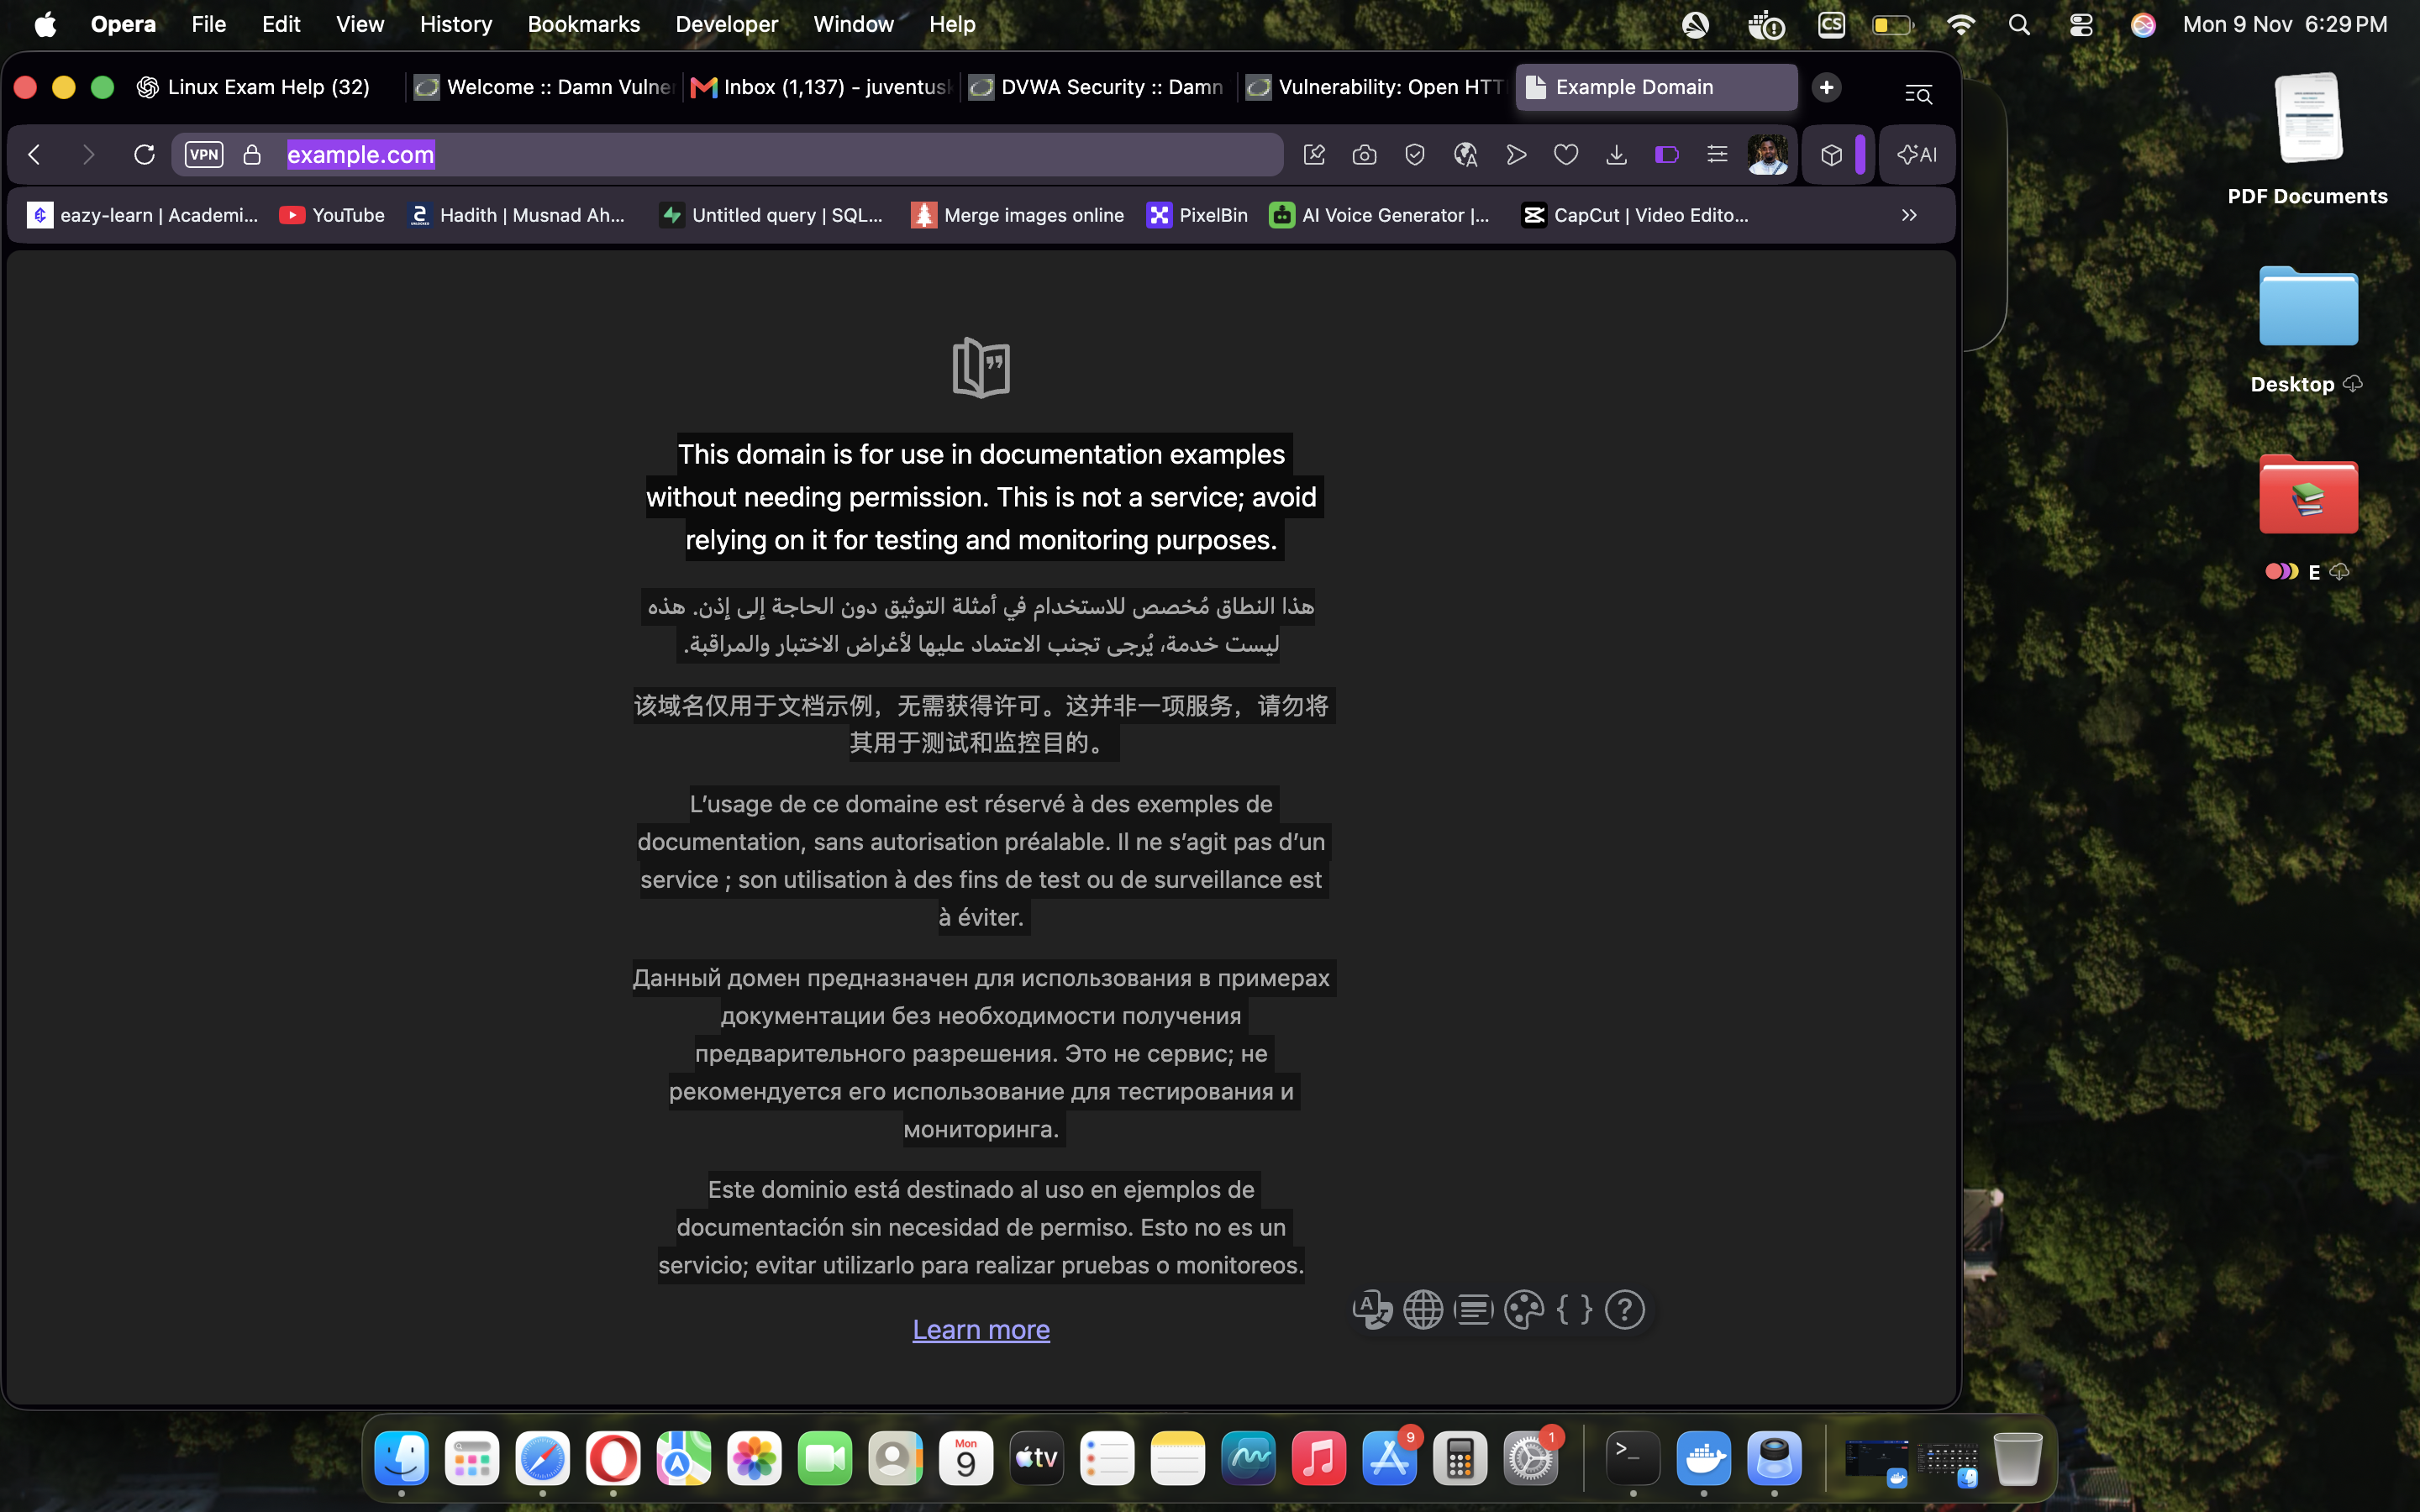 Opera File Edit View History Bookmarks Developer Window Help CS Mon 9 Nov 6:29 PM
Linux Exam Help (32) Welcome :: Damn Vulne Inbox (1,137) - juventus DVWA Security :: Damn Vulnerability: Open HTT Example Domain
VPN example.com AI
eazy-learn | Academi... YouTube Hadith | Musnad Ah... Untitled query | SQL... Merge images online PixelBin AI Voice Generator |... CapCut | Video Edito...
PDF Documents
Desktop
E
This domain is for use in documentation examples
without needing permission. This is not a service; avoid
relying on it for testing and monitoring purposes.
هذا النطاق مُخصص للاستخدام في أمثلة التوثيق دون الحاجة إلى إذن. هذه
ليست خدمة، يُرجى تجنب الاعتماد عليها لأغراض الاختبار والمراقبة.
该域名仅用于文档示例，无需获得许可。这并非一项服务，请勿将
其用于测试和监控目的。
L’usage de ce domaine est réservé à des exemples de
documentation, sans autorisation préalable. Il ne s’agit pas d’un
service ; son utilisation à des fins de test ou de surveillance est
à éviter.
Данный домен предназначен для использования в примерах
документации без необходимости получения
предварительного разрешения. Это не сервис; не
рекомендуется его использование для тестирования и
мониторинга.
Este dominio está destinado al uso en ejemplos de
documentación sin necesidad de permiso. Esto no es un
servicio; evitar utilizarlo para realizar pruebas o monitoreos.
Learn more
Mon
9
tv
9
1